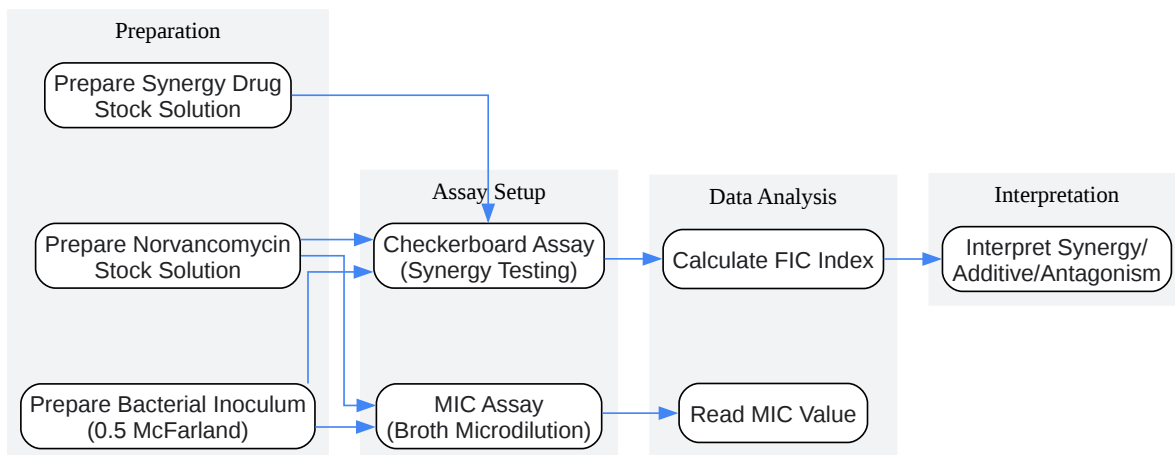 Preparation
Prepare Synergy Drug
Stock Solution
Prepare Norvancomycin
Stock Solution
Prepare Bacterial Inoculum
(0.5 McFarland)
Assay Setup
Checkerboard Assay
(Synergy Testing)
MIC Assay
(Broth Microdilution)
Data Analysis
Calculate FIC Index
Read MIC Value
Interpretation
Interpret Synergy/
Additive/Antagonism